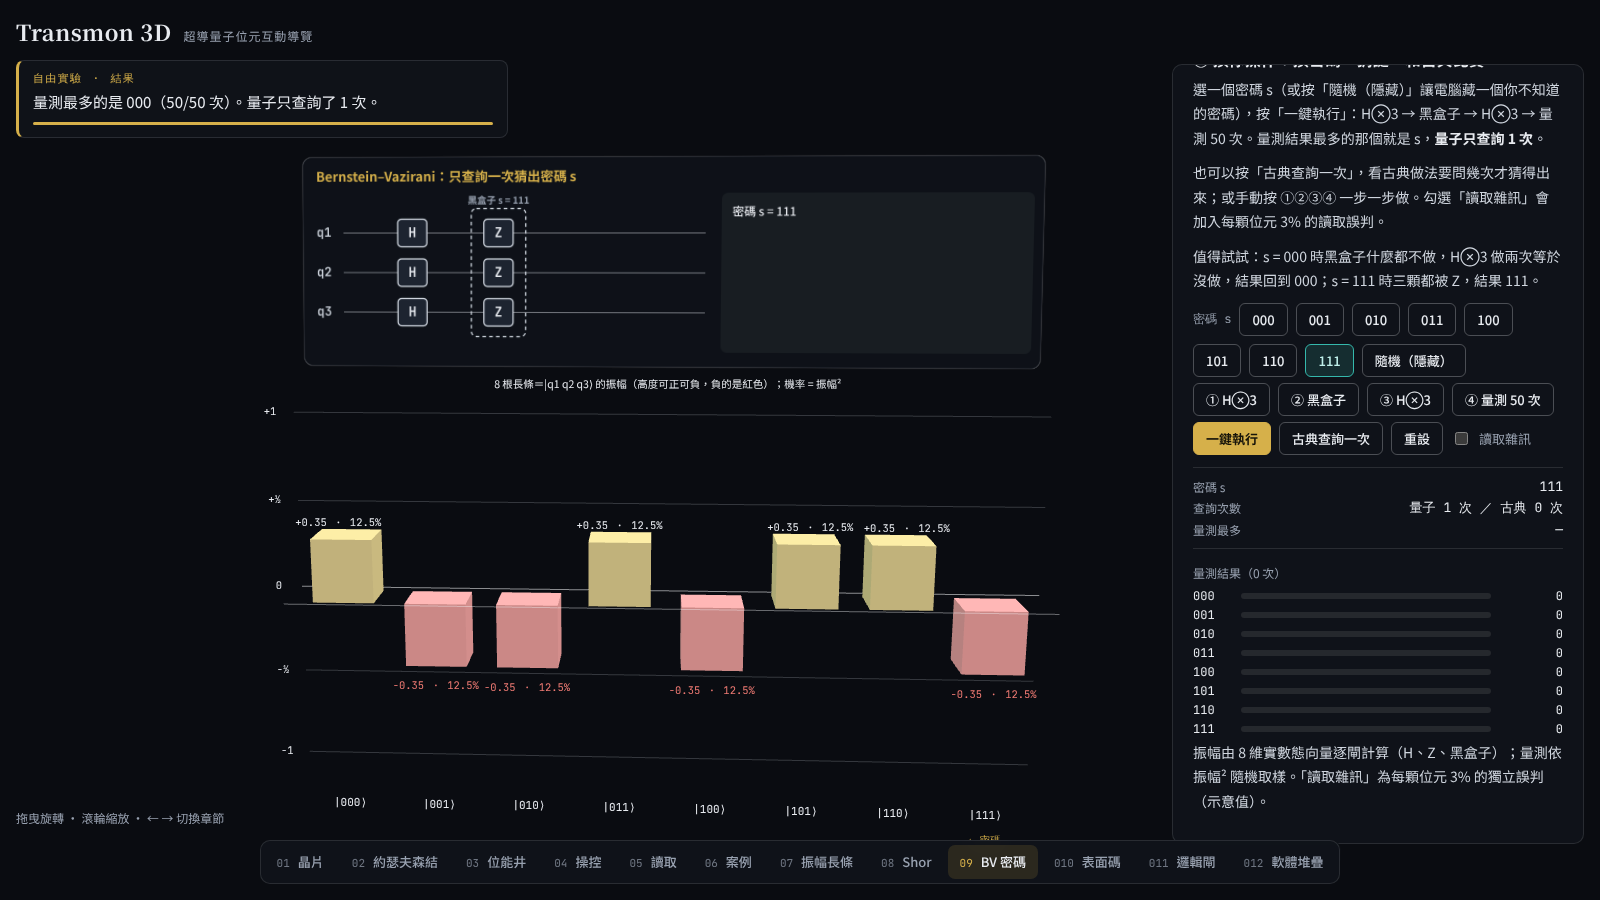 Transmon 3D 超導量子位元互動導覽
自由實驗 · 結果
量測最多的是 000（50/50 次）。量子只查詢了 1 次。
Bernstein–Vazirani：只查詢一次猜出密碼 s
黑盒子 s = 111
密碼 s = 111
q1 H Z
q2 H Z
q3 H Z
8 根長條＝|q1 q2 q3⟩ 的振幅（高度可正可負，負的是紅色）；機率 = 振幅²
+1
+½
0
-½
-1
+0.35 · 12.5%
-0.35 · 12.5%
-0.35 · 12.5%
+0.35 · 12.5%
-0.35 · 12.5%
+0.35 · 12.5%
+0.35 · 12.5%
-0.35 · 12.5%
|000⟩ |001⟩ |010⟩ |011⟩ |100⟩ |101⟩ |110⟩ |111⟩
密碼
拖曳旋轉 · 滾輪縮放 · ← → 切換章節
選一個密碼 s（或按「隨機（隱藏）」讓電腦藏一個你不知道
的密碼），按「一鍵執行」：H⊗3 → 黑盒子 → H⊗3 → 量
測 50 次。量測結果最多的那個就是 s，量子只查詢 1 次。
也可以按「古典查詢一次」，看古典做法要問幾次才猜得出
來；或手動按 ①②③④ 一步一步做。勾選「讀取雜訊」會
加入每顆位元 3% 的讀取誤判。
值得試試：s = 000 時黑盒子什麼都不做，H⊗3 做兩次等於
沒做，結果回到 000；s = 111 時三顆都被 Z，結果 111。
密碼 s 000 001 010 011 100
101 110 111 隨機（隱藏）
① H⊗3 ② 黑盒子 ③ H⊗3 ④ 量測 50 次
一鍵執行 古典查詢一次 重設 讀取雜訊
密碼 s 111
查詢次數 量子 1 次 ／ 古典 0 次
量測最多 —
量測結果（0 次）
000 0
001 0
010 0
011 0
100 0
101 0
110 0
111 0
振幅由 8 維實數態向量逐閘計算（H、Z、黑盒子）；量測依
振幅² 隨機取樣。「讀取雜訊」為每顆位元 3% 的獨立誤判
（示意值）。
01 晶片 02 約瑟夫森結 03 位能井 04 操控 05 讀取 06 案例 07 振幅長條 08 Shor 09 BV 密碼 010 表面碼 011 邏輯閘 012 軟體堆疊